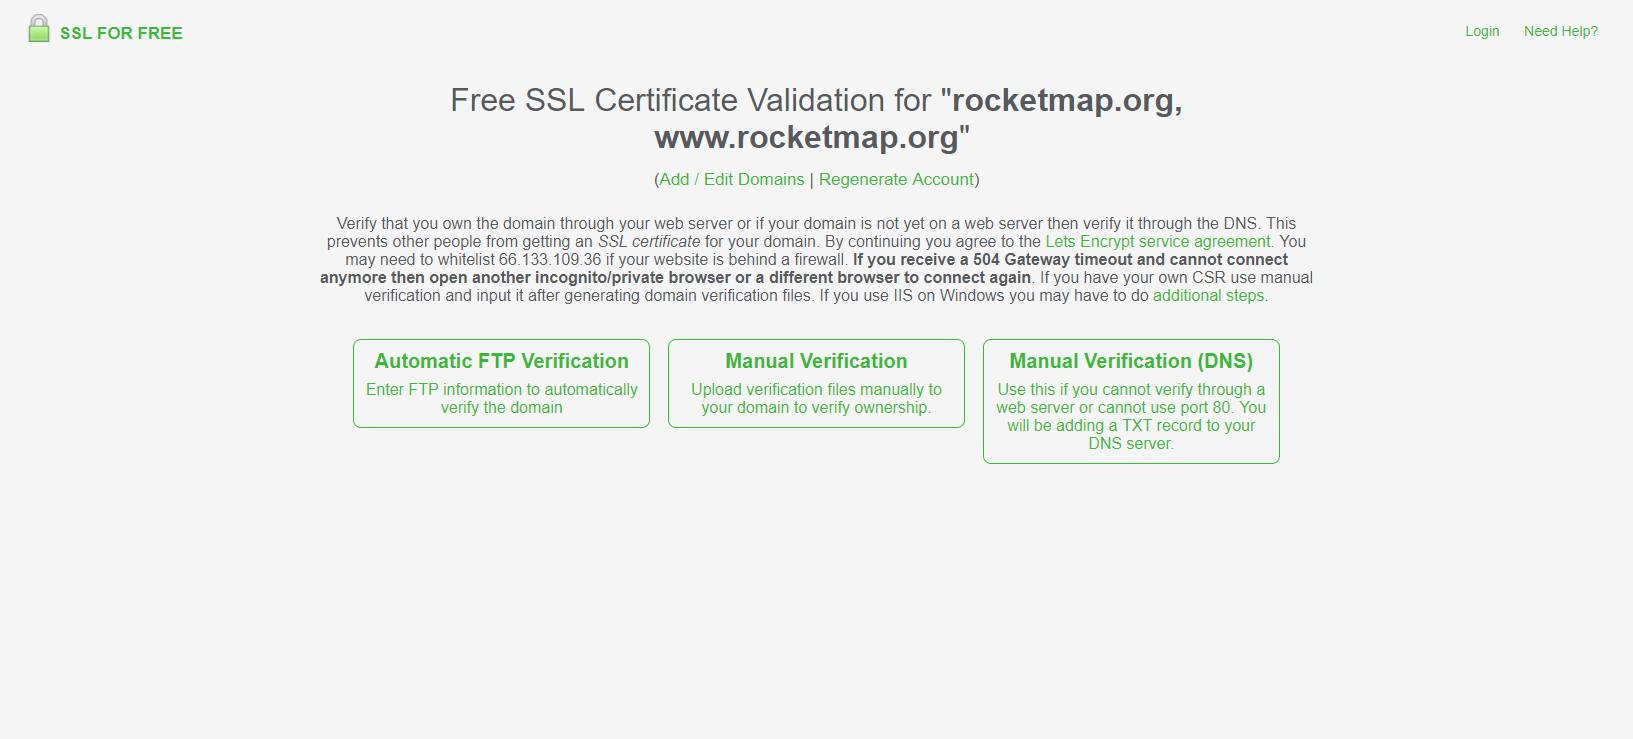 SSL FOR FREE
Login
Need Help?
Free SSL Certificate Validation for "rocketmap.org,
www.rocketmap.org"
(Add / Edit Domains | Regenerate Account)
Verify that you own the domain through your web server or if your domain is not yet on a web server then verify it through the DNS. This
prevents other people from getting an SSL certificate for your domain. By continuing you agree to the Lets Encrypt service agreement. You
may need to whitelist 66.133.109.36 if your website is behind a firewall. If you receive a 504 Gateway timeout and cannot connect
anymore then open another incognito/private browser or a different browser to connect again. If you have your own CSR use manual
verification and input it after generating domain verification files. If you use IIS on Windows you may have to do additional steps.
Automatic FTP Verification
Enter FTP information to automatically
verify the domain
Manual Verification
Upload verification files manually to
your domain to verify ownership.
Manual Verification (DNS)
Use this if you cannot verify through a
web server or cannot use port 80. You
will be adding a TXT record to your
DNS server.